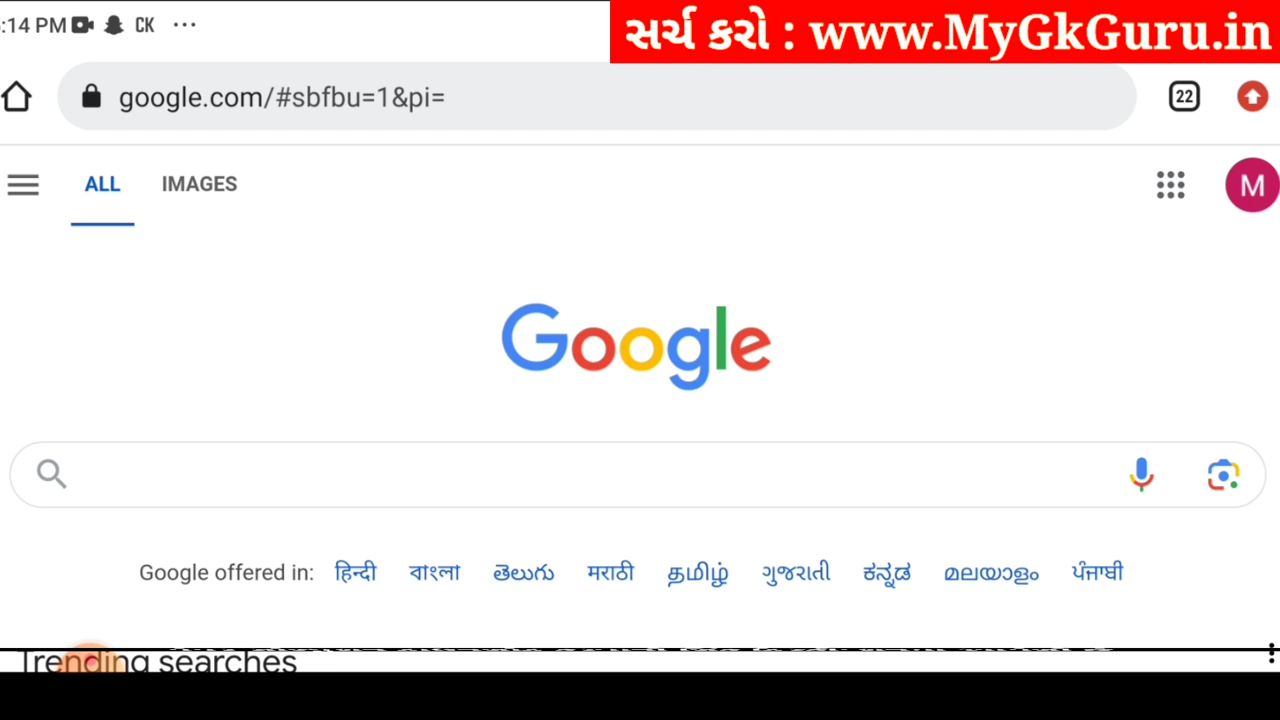 :14 PM CK ...
સર્ચ કરો : www.MyGkGuru.in
google.com/#sbfbu=1&pi=
22
ALL IMAGES
M
Google
Google offered in: हिन्दी বাংলা తెలుగు मराठी தமிழ் ગુજરાતી ಕನ್ನಡ മലയാളം ਪੰਜਾਬੀ
Trending searches